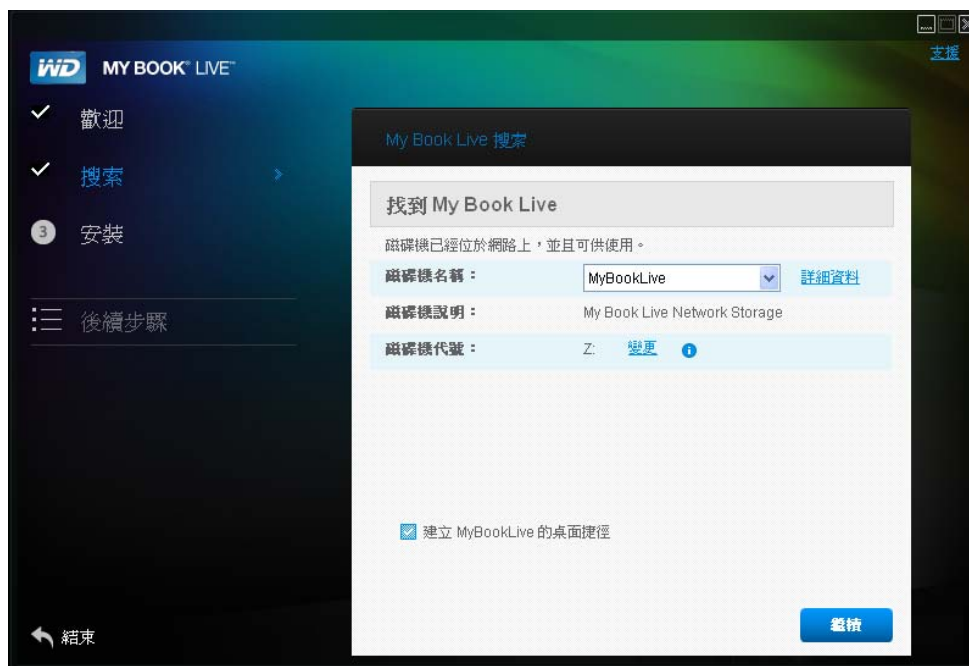 支援
WD MY BOOK® LIVE™
歡迎
搜索
3 安裝
後續步驟
結束
My Book Live 搜索
找到 My Book Live
磁碟機已經位於網路上，並且可供使用。
磁碟機名稱： MyBookLive 詳細資料
磁碟機說明： My Book Live Network Storage
磁碟機代號： Z: 變更
建立 MyBookLive 的桌面捷徑
繼續